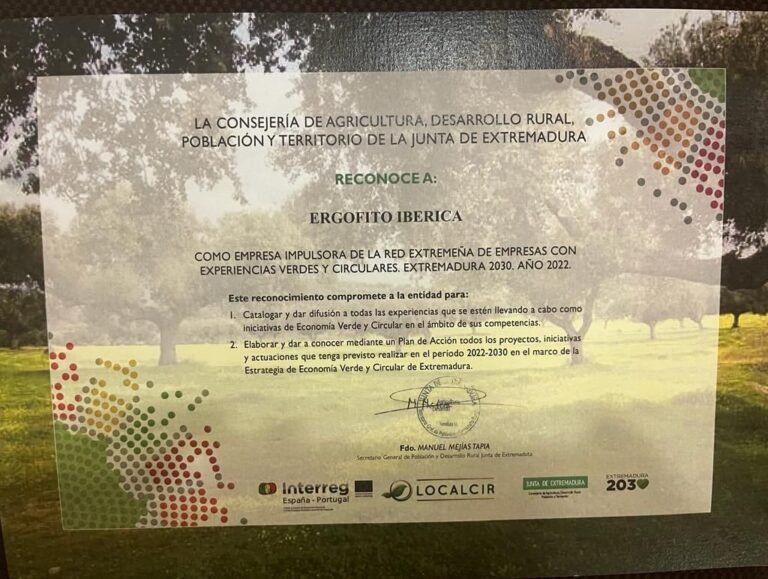 LA CONSEJERÍA DE AGRICULTURA, DESARROLLO RURAL,
POBLACIÓN Y TERRITORIO DE LA JUNTA DE EXTREMADURA
RECONOCE A:
ERGOFITO IBERICA
COMO EMPRESA IMPULSORA DE LA RED EXTREMEÑA DE EMPRESAS CON
EXPERIENCIAS VERDES Y CIRCULARES. EXTREMADURA 2030. AÑO 2022.
Este reconocimiento compromete a la entidad para:
1. Catalogar y dar difusión a todas las experiencias que se estén llevando a cabo como
iniciativas de Economía Verde y Circular en el ámbito de sus competencias.
2. Elaborar y dar a conocer mediante un Plan de Acción todos los proyectos, iniciativas
y actuaciones que tenga previsto realizar en el periodo 2022-2030 en el marco de la
Estrategia de Economía Verde y Circular de Extremadura.
JUNTA DE
Fdo. MANUEL MEJÍAS TAPIA
Secretario General de Población y Desarrollo Rural Junta de Extremadura
Interreg
España - Portugal
LOCALCIR
JUNTA DE EXTREMADURA
EXTREMADURA
203